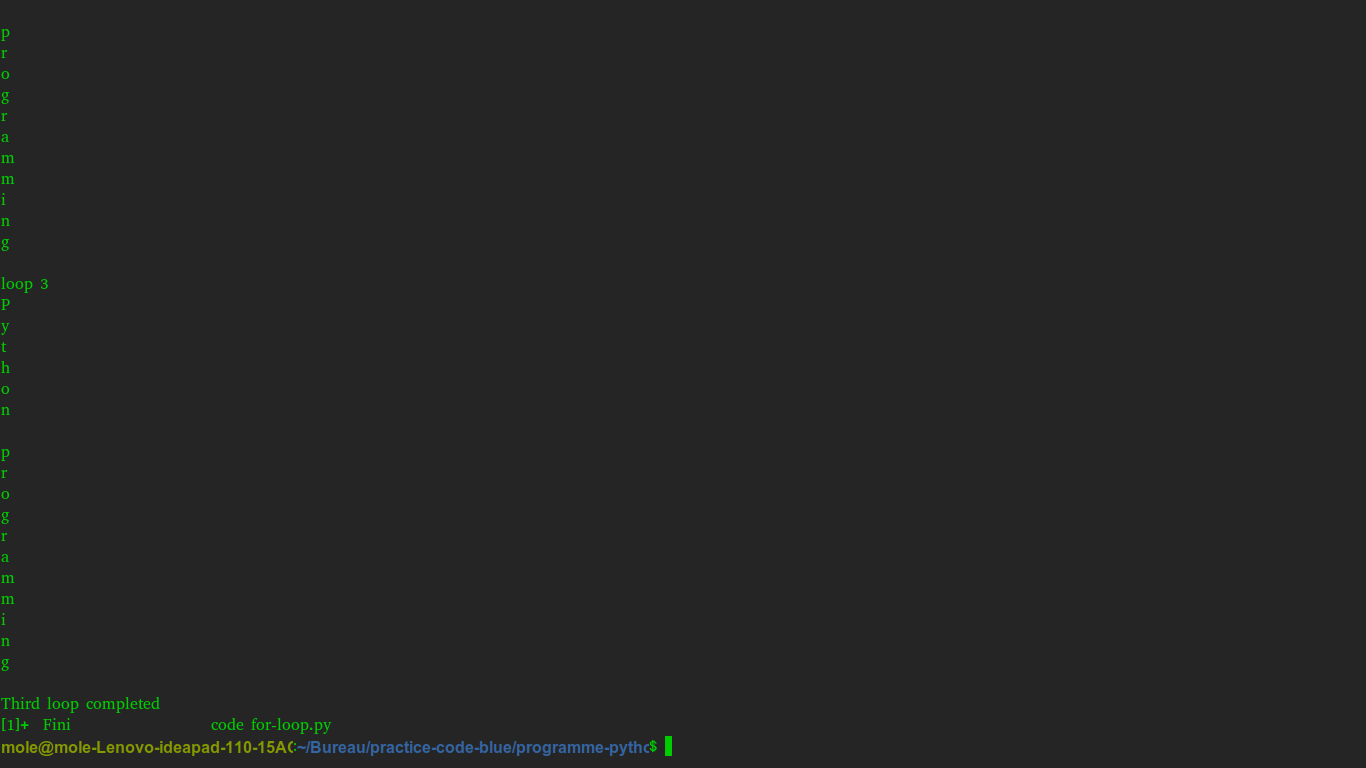 p
r
o
g
r
a
m
m
i
n
g
loop 3
P
y
t
h
o
n
p
r
o
g
r
a
m
m
i
n
g
Third loop completed
[1]+ Fini code for-loop.py
mole@mole-Lenovo-ideapad-110-15AC:~/Bureau/practice-code-blue/programme-pytho$